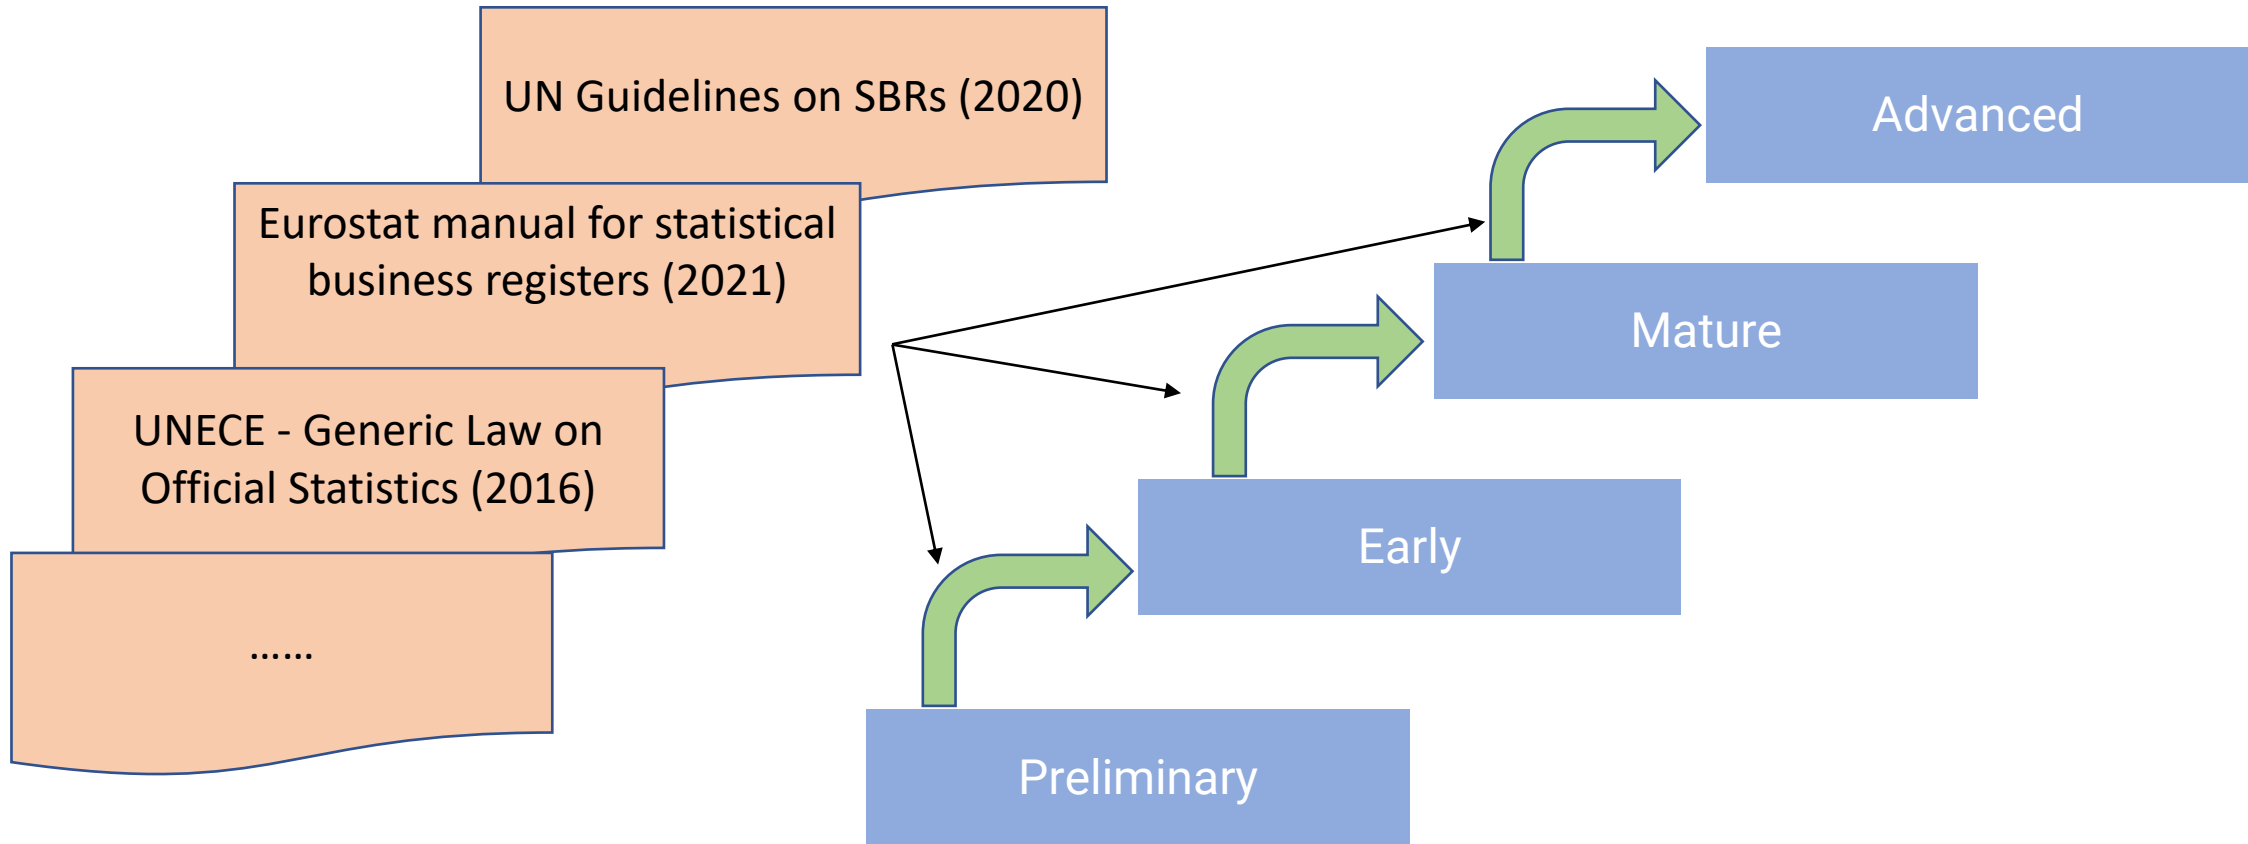 UN Guidelines on SBRs (2020)
Eurostat manual for statistical
business registers (2021)
UNECE - Generic Law on
Official Statistics (2016)
……
Advanced
Mature
Early
Preliminary